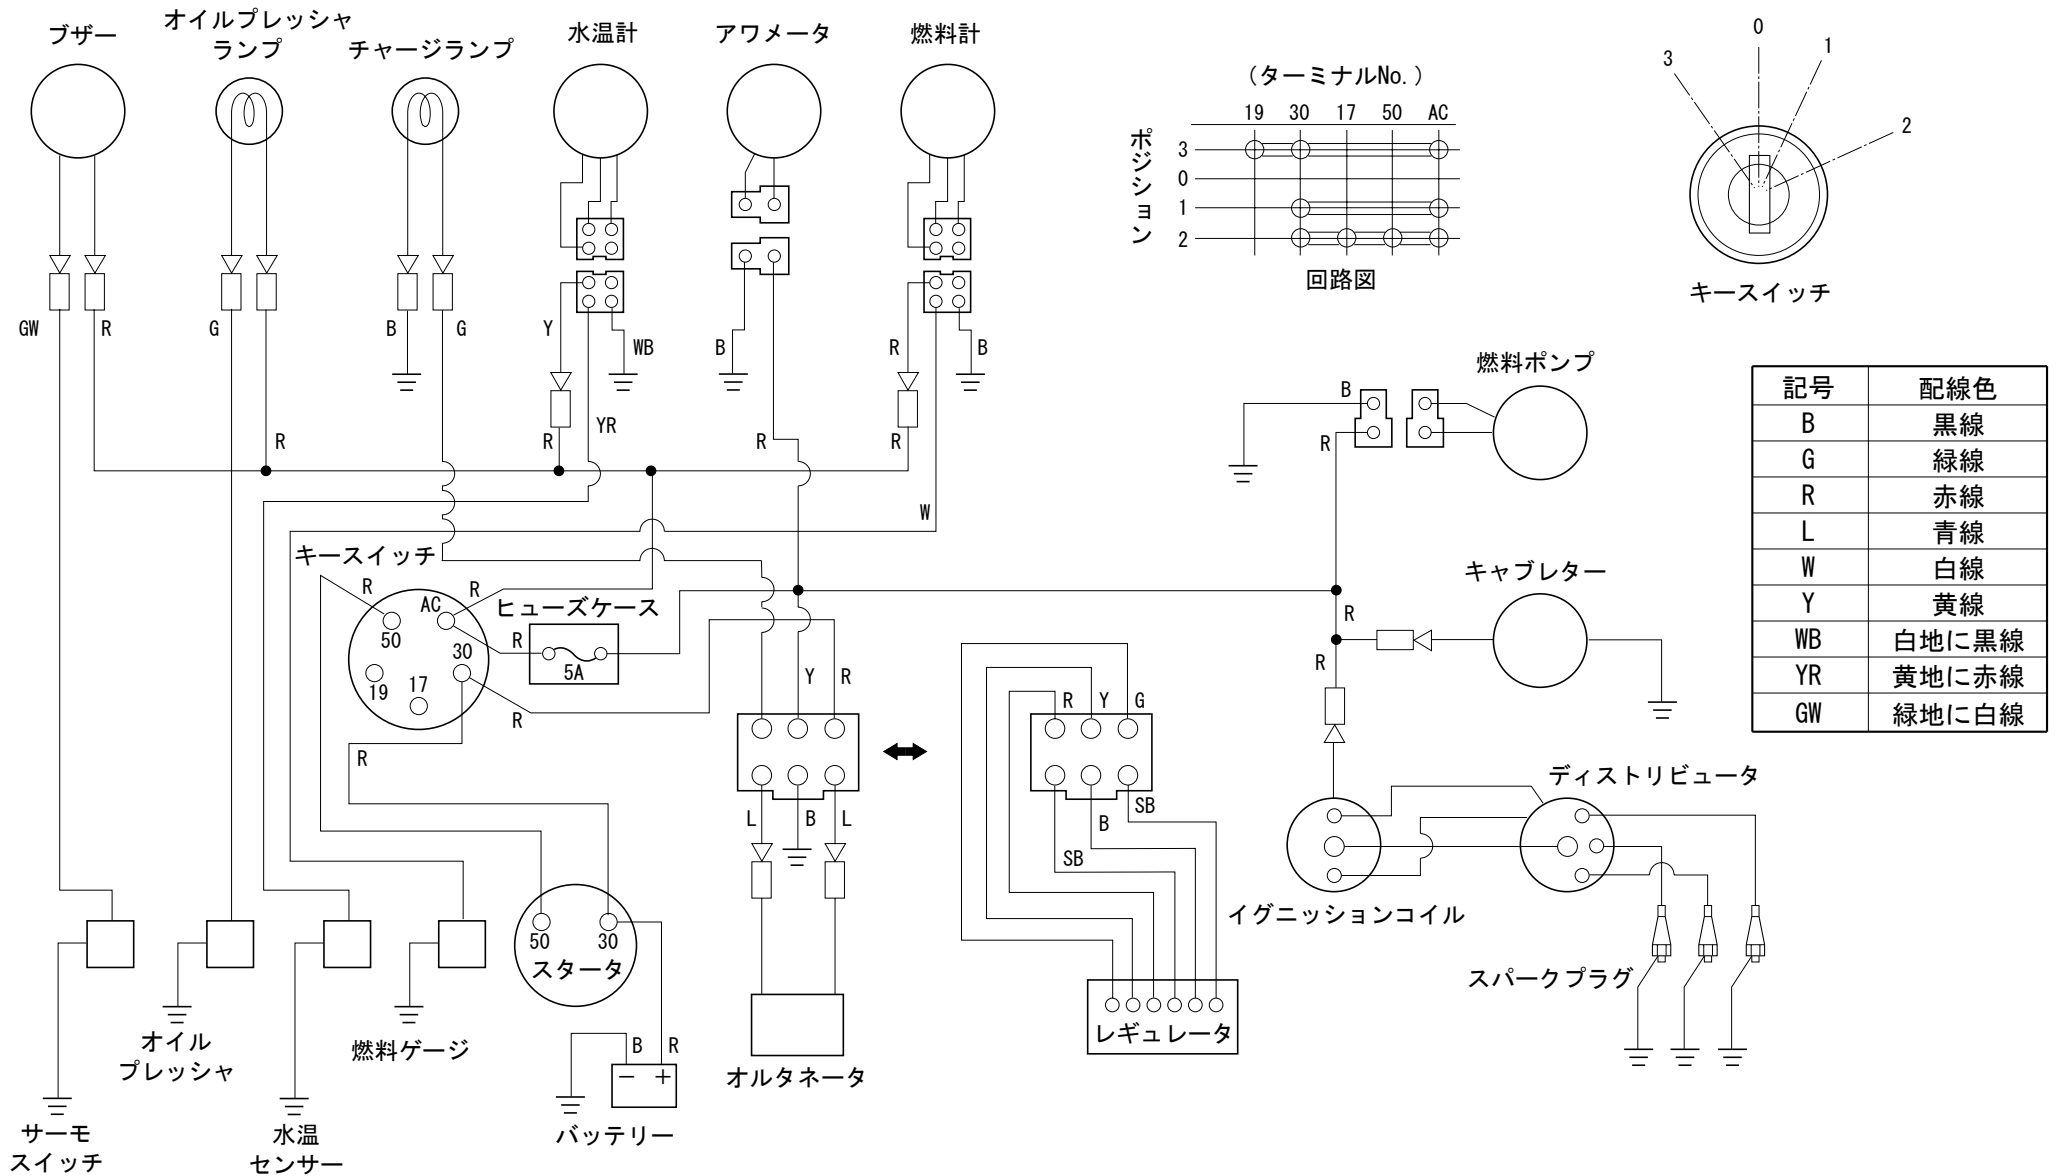 ブザー
オイルプレッシャ
ランプ
チャージランプ
水温計
アワメータ
燃料計
(ターミナルNo.)
19 30 17 50 AC
ポジション
3
0
1
2
回路図
3
0
1
2
キースイッチ
GW
R
G
B
G
Y
WB
B
R
B
R
R
YR
R
R
W
B
R
燃料ポンプ
記号 配線色
B 黒線
G 緑線
R 赤線
L 青線
W 白線
Y 黄線
WB 白地に黒線
YR 黄地に赤線
GW 緑地に白線
キースイッチ
R
R
AC
50
30
19
17
ヒューズケース
R
5A
R
R
Y
R
R
Y
G
キャブレター
R
R
L
B
L
SB
B
SB
ディストリビュータ
イグニッションコイル
スパークプラグ
50
30
スタータ
レギュレータ
オルタネータ
B
R
− +
バッテリー
燃料ゲージ
オイル
プレッシャ
サーモ
スイッチ
水温
センサー